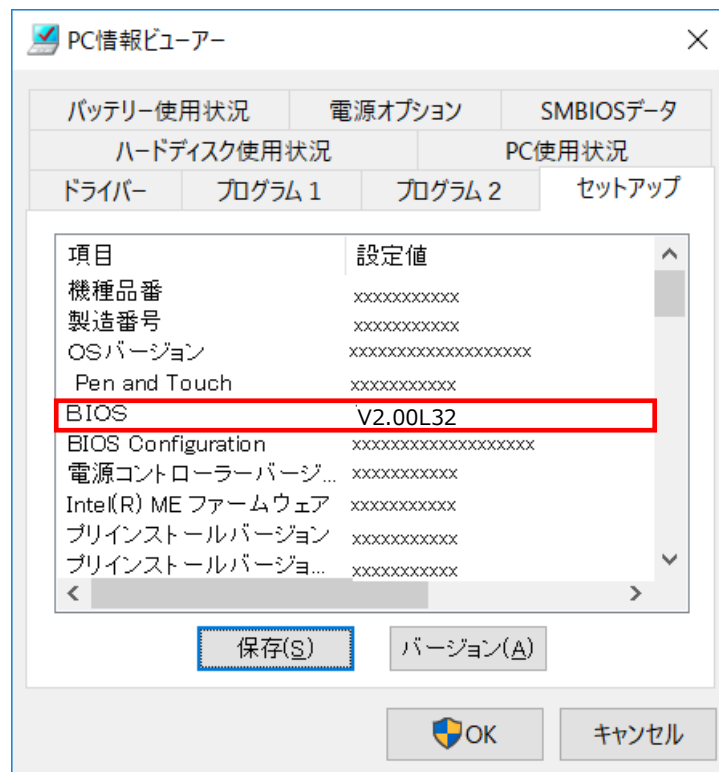 PC情報ビューアー
バッテリー使用状況 電源オプション SMBIOSデータ
ハードディスク使用状況 PC使用状況
ドライバー プログラム 1 プログラム 2 セットアップ
項目 設定値
機種品番 xxxxxxxxxxx
製造番号 xxxxxxxxxxx
OSバージョン xxxxxxxxxxxxxxxxxxx
Pen and Touch xxxxxxxxxxx
BIOS V2.00L32
BIOS Configuration xxxxxxxxxxxxxxxxxxx
電源コントローラーバージ... xxxxxxxxxxx
Intel(R) ME ファームウェア xxxxxxxxxxx
プリインストールバージョン xxxxxxxxxxx
プリインストールバージョ... xxxxxxxxxxx
保存(S) バージョン(A)
OK キャンセル